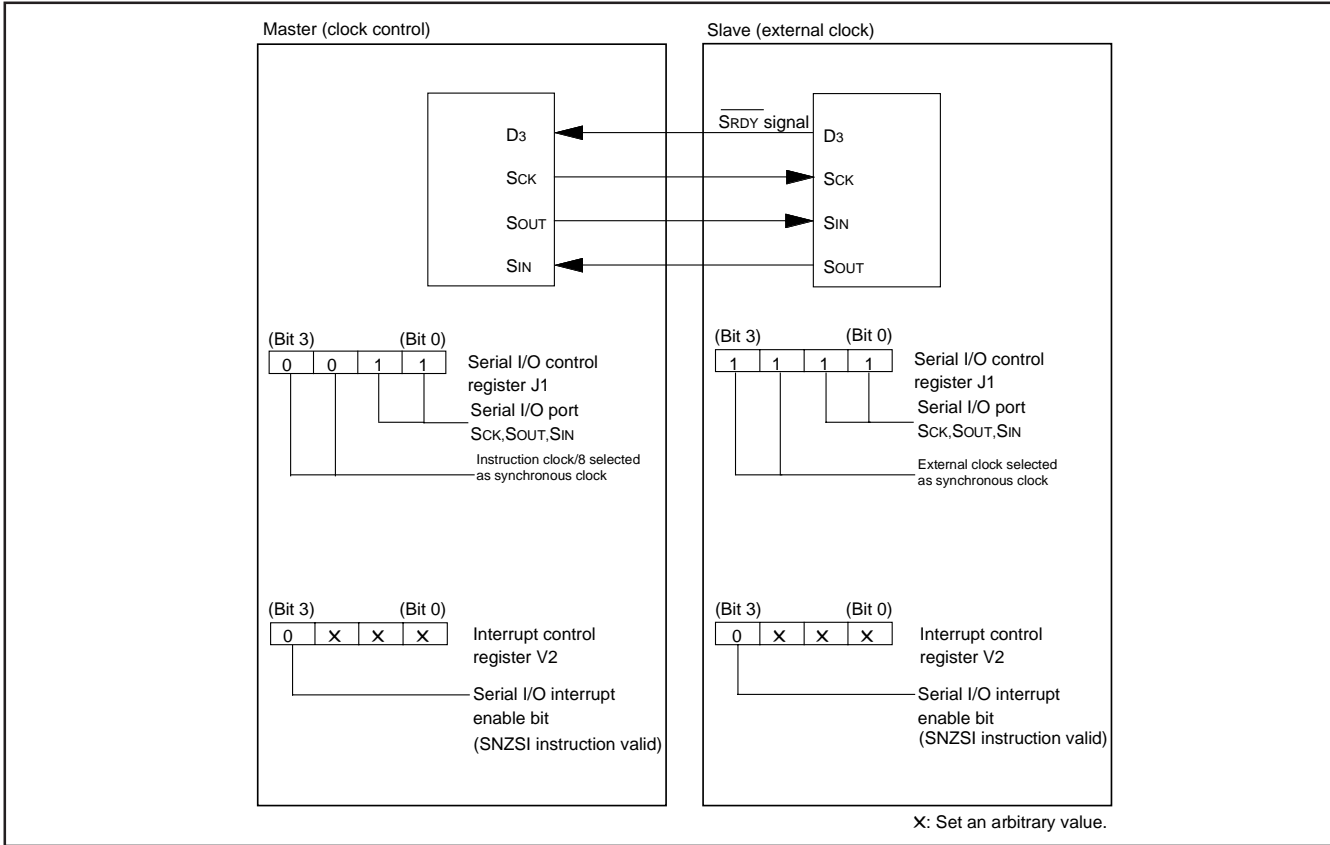 Master (clock control)
D3
SCK
SOUT
SIN
(Bit 3) (Bit 0)
0 0 1 1
Serial I/O control
register J1
Serial I/O port
SCK,SOUT,SIN
Instruction clock/8 selected
as synchronous clock
(Bit 3) (Bit 0)
0 × × ×
Interrupt control
register V2
Serial I/O interrupt
enable bit
(SNZSI instruction valid)
Slave (external clock)
SRDY signal
D3
SCK
SIN
SOUT
(Bit 3) (Bit 0)
1 1 1 1
Serial I/O control
register J1
Serial I/O port
SCK,SOUT,SIN
External clock selected
as synchronous clock
(Bit 3) (Bit 0)
0 × × ×
Interrupt control
register V2
Serial I/O interrupt
enable bit
(SNZSI instruction valid)
×: Set an arbitrary value.